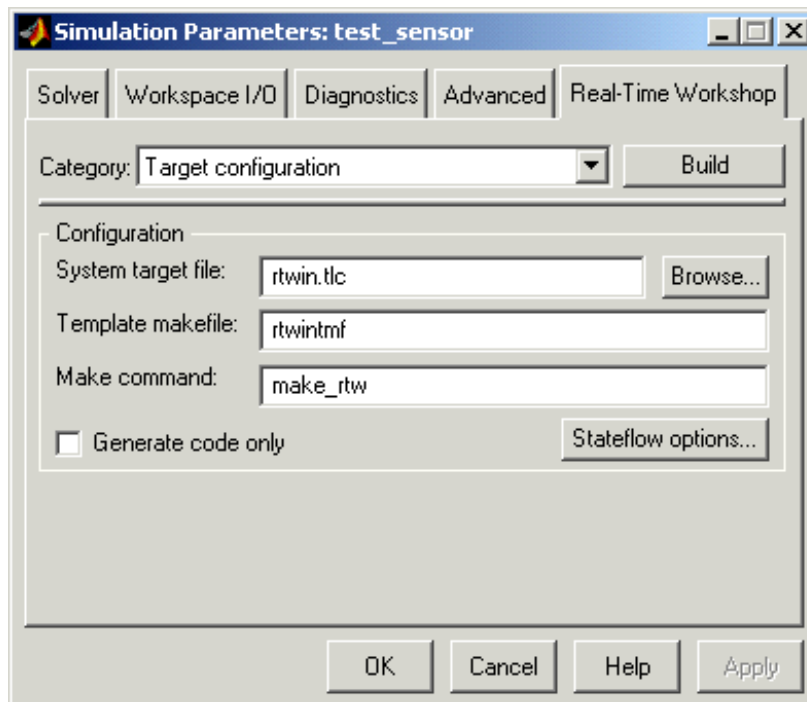 Simulation Parameters: test_sensor
Solver Workspace I/O Diagnostics Advanced Real-Time Workshop
Category: Target configuration Build
Configuration
System target file: rtwin.tlc Browse...
Template makefile: rtwintmf
Make command: make_rtw
Generate code only Stateflow options...
OK Cancel Help Apply